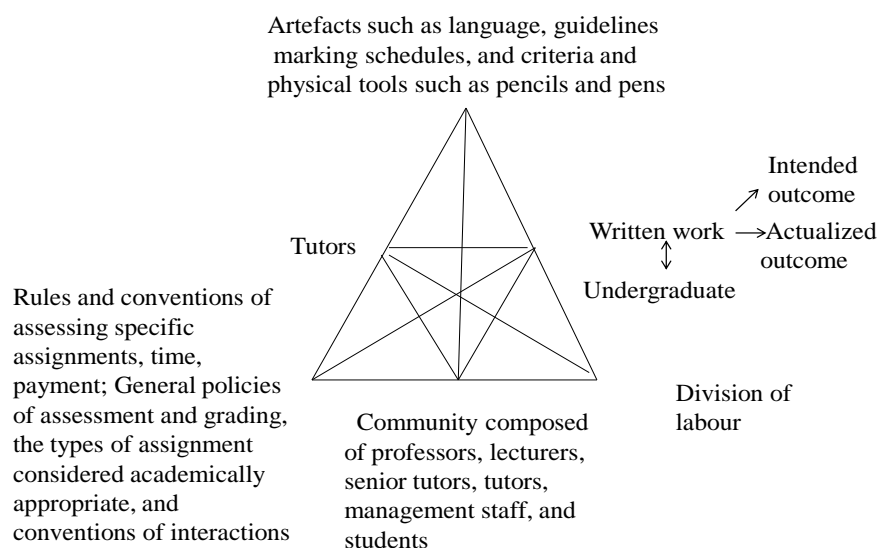 Artefacts such as language, guidelines
marking schedules, and criteria and
physical tools such as pencils and pens
Intended
outcome
Tutors
Written work
Actualized
outcome
Undergraduate
Rules and conventions of
assessing specific
assignments, time,
payment; General policies
of assessment and grading,
the types of assignment
considered academically
appropriate, and
conventions of interactions
Community composed
of professors, lecturers,
senior tutors, tutors,
management staff, and
students
Division of
labour